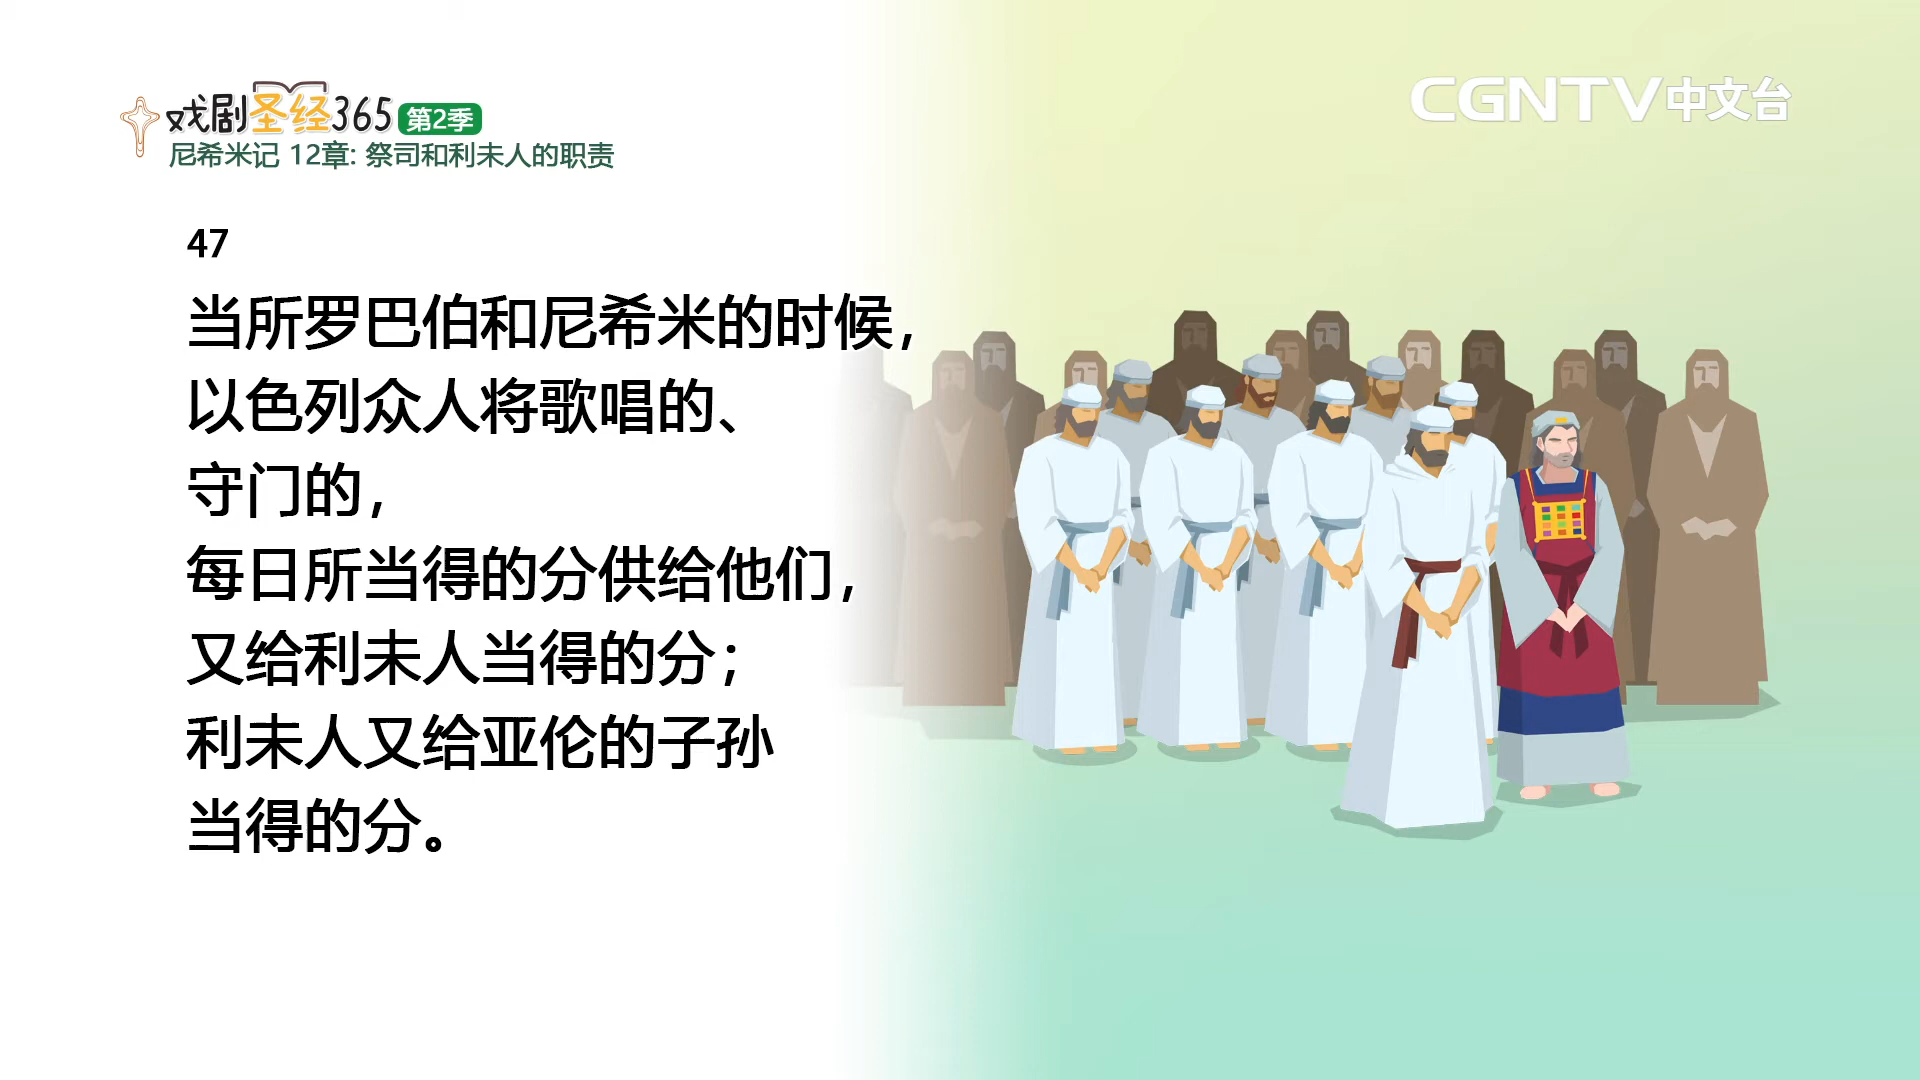 戏剧圣经365 第2季
CGNTV中文台
尼希米记 12章: 祭司和利未人的职责
47
当所罗巴伯和尼希米的时候，
以色列众人将歌唱的、
守门的，
每日所当得的分供给他们，
又给利未人当得的分；
利未人又给亚伦的子孙
当得的分。